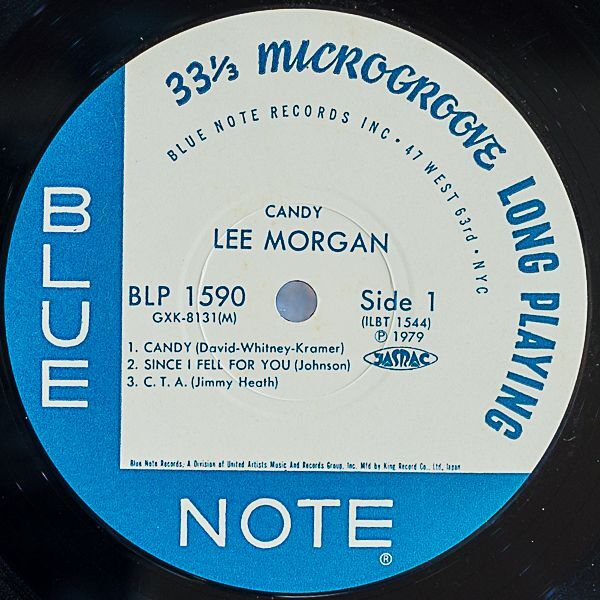 33⅓ MICROGROOVE LONG PLAYING
BLUE NOTE RECORDS INC • 47 WEST 63rd • NYC
CANDY
LEE MORGAN
BLP 1590
GXK-8131(M)
Side 1
(ILBT 1544)
Ⓟ 1979
JASRAC
1. CANDY (David-Whitney-Kramer)
2. SINCE I FELL FOR YOU (Johnson)
3. C. T. A. (Jimmy Heath)
Blue Note Records, A Division of United Artists Music And Records Group, Inc. Mf'd by King Record Co., Ltd, Japan
BLUE
NOTE®